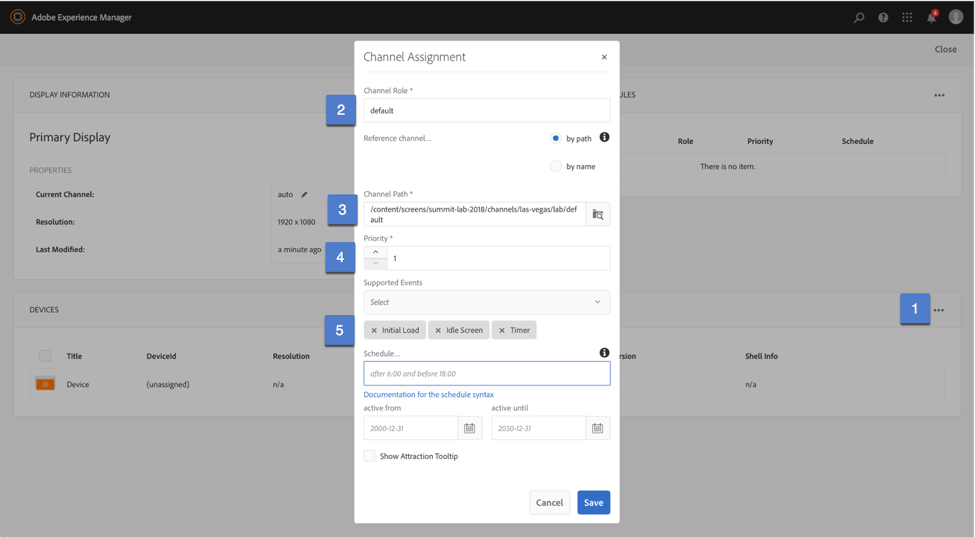 Adobe Experience Manager
4
Close
DISPLAY INFORMATION
Primary Display
PROPERTIES
Current Channel:
auto
Resolution:
1920 x 1080
Last Modified:
a minute ago
ULES
Role Priority Schedule
There is no item.
DEVICES
1
Title DeviceId Resolution
rsion Shell Info
Device (unassigned) n/a
n/a
Channel Assignment
Channel Role *
2
default
Reference channel...
by path
by name
Channel Path *
3
/content/screens/summit-lab-2018/channels/las-vegas/lab/def
ault
Priority *
4
1
Supported Events
Select
5
Initial Load Idle Screen Timer
Schedule...
after 6:00 and before 18:00
Documentation for the schedule syntax
active from active until
2000-12-31 2030-12-31
Show Attraction Tooltip
Cancel Save